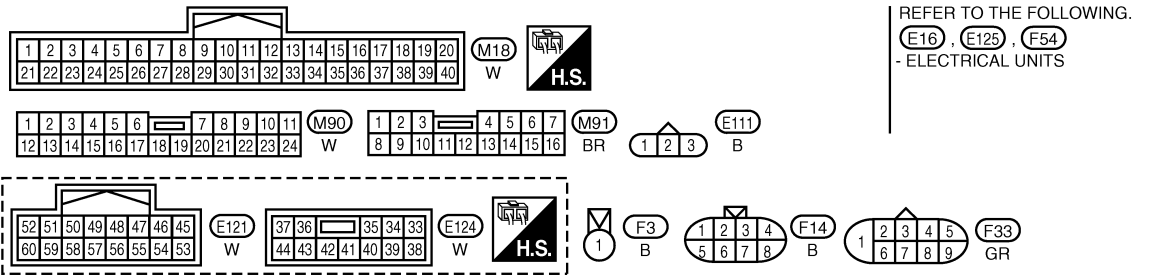 REFER TO THE FOLLOWING.
E16 , E125 , F54
- ELECTRICAL UNITS
1 2 3 4 5 6 7 8 9 10 11 12 13 14 15 16 17 18 19 20
21 22 23 24 25 26 27 28 29 30 31 32 33 34 35 36 37 38 39 40
M18
W
H.S.
1 2 3 4 5 6 7 8 9 10 11
12 13 14 15 16 17 18 19 20 21 22 23 24
M90
W
1 2 3 4 5 6 7
8 9 10 11 12 13 14 15 16
M91
BR
1 2 3
E111
B
52 51 50 49 48 47 46 45
60 59 58 57 56 55 54 53
E121
W
37 36 35 34 33
44 43 42 41 40 39 38
E124
W
H.S.
1
F3
B
1 2 3 4
5 6 7 8
F14
B
1 2 3 4 5
6 7 8 9
F33
GR